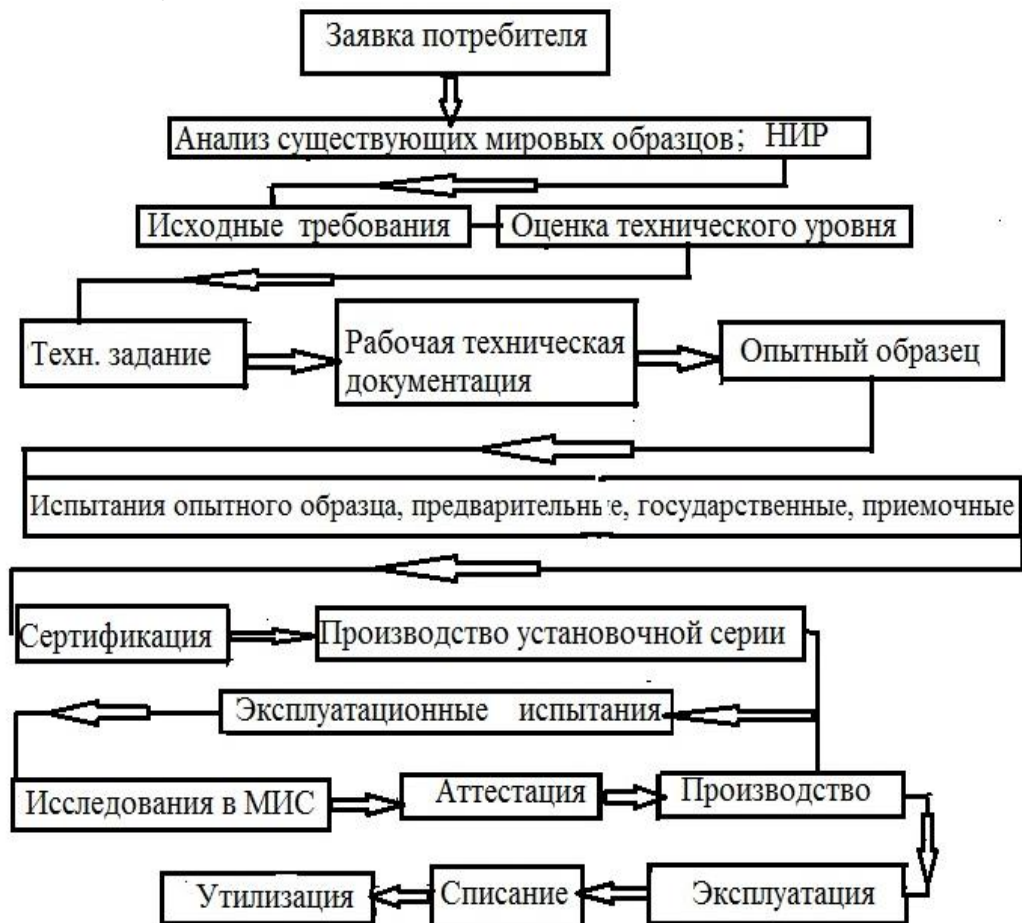 Заявка потребителя
Анализ существующих мировых образцов; НИР
Исходные требования
Оценка технического уровня
Техн. задание
Рабочая техническая
документация
Опытный образец
Испытания опытного образца, предварительные, государственные, приемочные
Сертификация
Производство установочной серии
Эксплуатационные испытания
Исследования в МИС
Аттестация
Производство
Утилизация
Списание
Эксплуатация